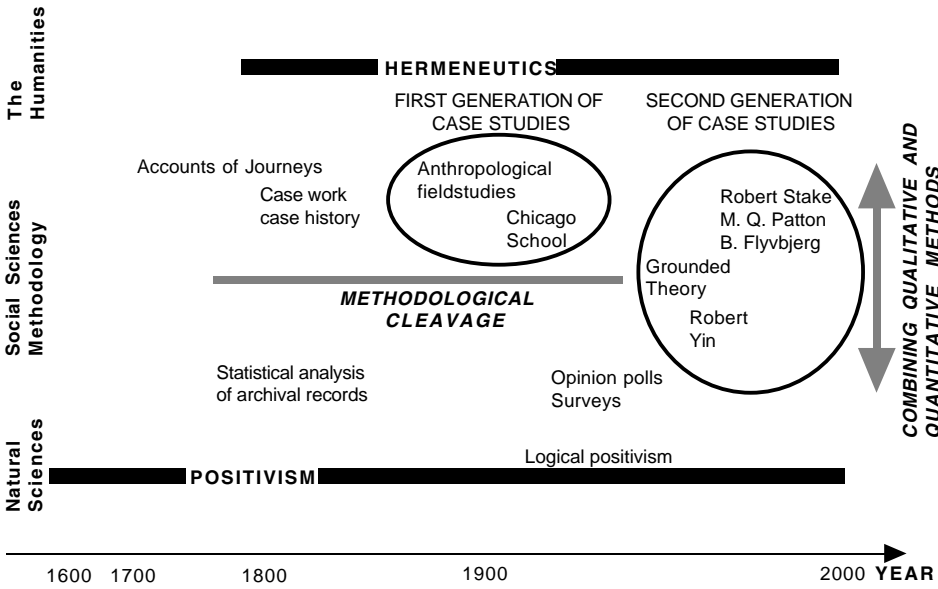 The
Humanities
HERMENEUTICS
FIRST GENERATION OF
CASE STUDIES
SECOND GENERATION
OF CASE STUDIES
Accounts of Journeys
Case work
case history
Anthropological
fieldstudies
Chicago
School
Robert Stake
M. Q. Patton
B. Flyvbjerg
Grounded
Theory
Robert
Yin
COMBINING QUALITATIVE AND
QUANTITATIVE METHODS
Social Sciences
Methodology
METHODOLOGICAL
CLEAVAGE
Statistical analysis
of archival records
Opinion polls
Surveys
Natural
Sciences
Logical positivism
POSITIVISM
1600 1700 1800 1900 2000 YEAR